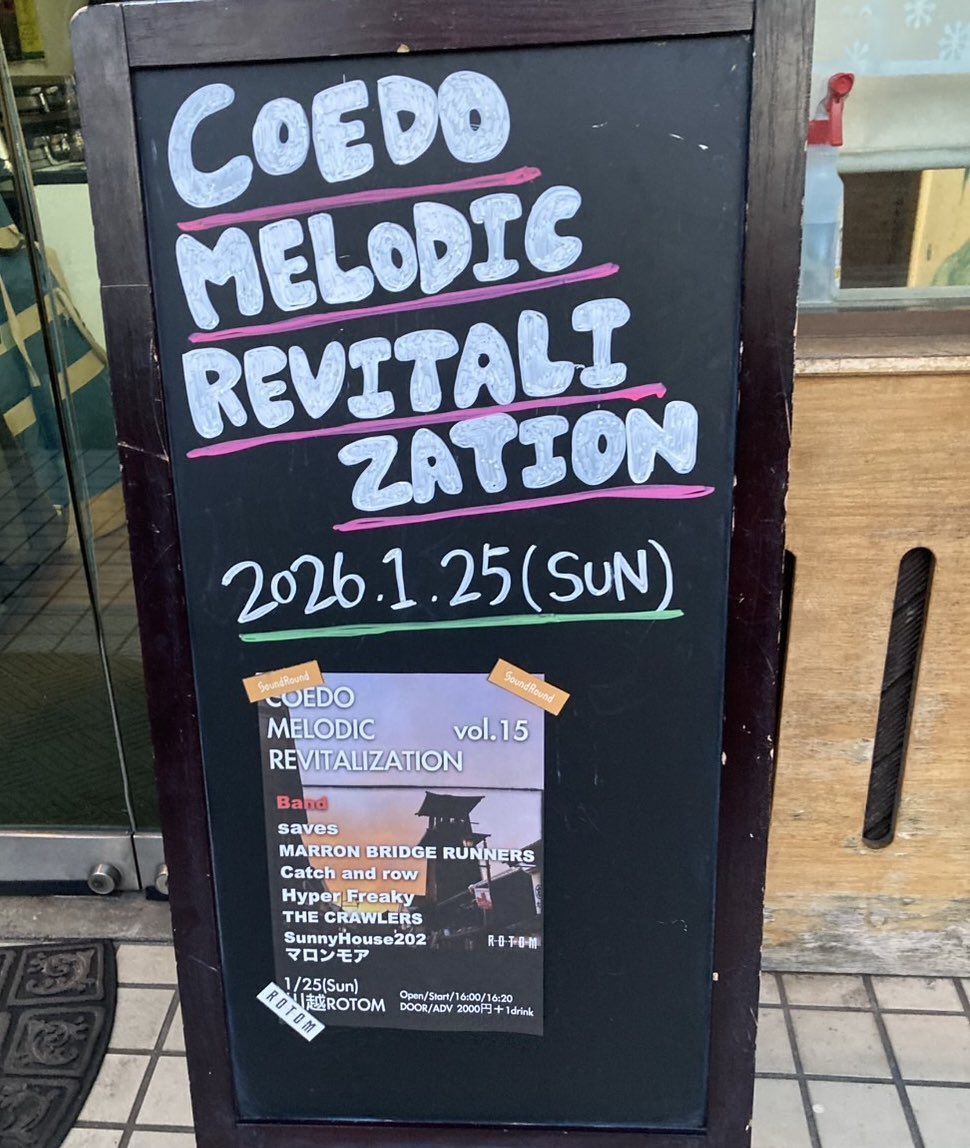 COEDO
MELODIC
REVITALI
ZATION
2026.1.25(SUN)
SoundRound
SoundRound
COEDO
MELODIC vol.15
REVITALIZATION
Band
saves
MARRON BRIDGE RUNNERS
Catch and row
Hyper Freaky
THE CRAWLERS
SunnyHouse202
マロンモア
ROTOM
1/25(Sun)
川越ROTOM
Open/Start/16:00/16:20
DOOR/ADV 2000円+1drink
ROTOM